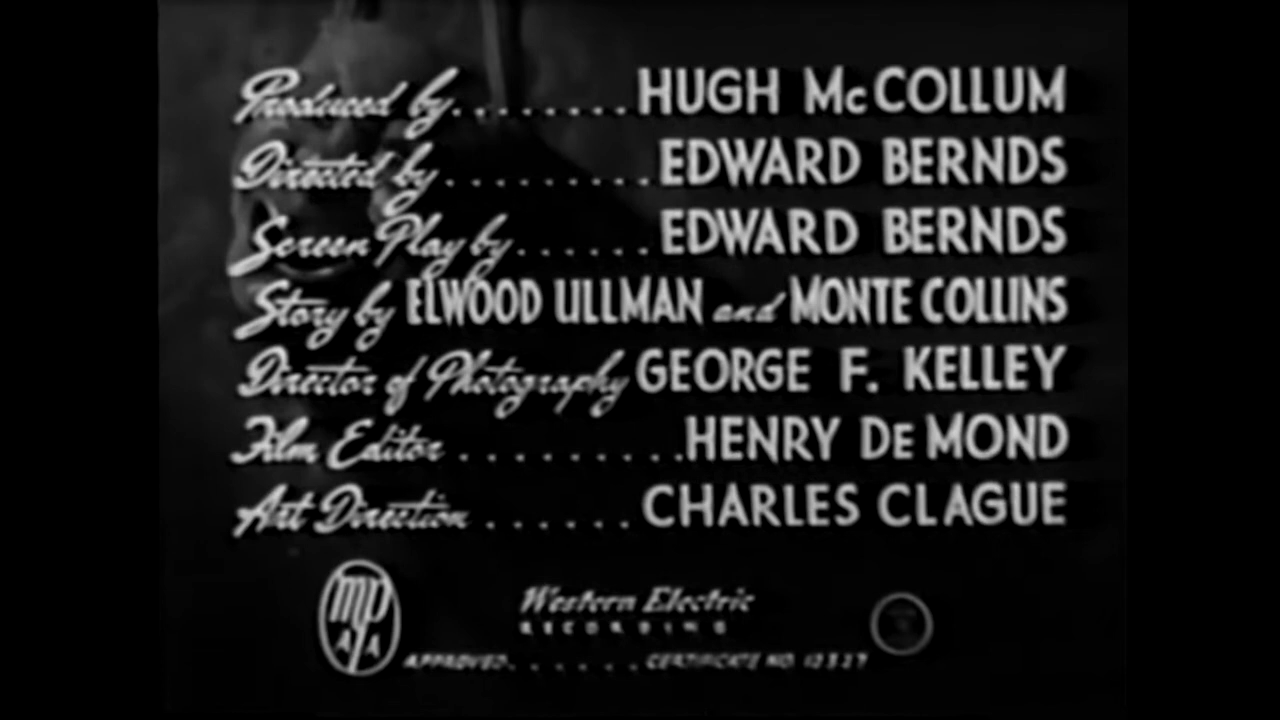 Produced by........HUGH McCOLLUM
Directed by.........EDWARD BERNDS
Screen Play by......EDWARD BERNDS
Story by ELWOOD ULLMAN and MONTE COLLINS
Director of Photography GEORGE F. KELLEY
Film Editor .........HENRY DeMOND
Art Direction ......CHARLES CLAGUE
MPAA
Western Electric
RECORDING
APPROVED.......CERTIFICATE NO.